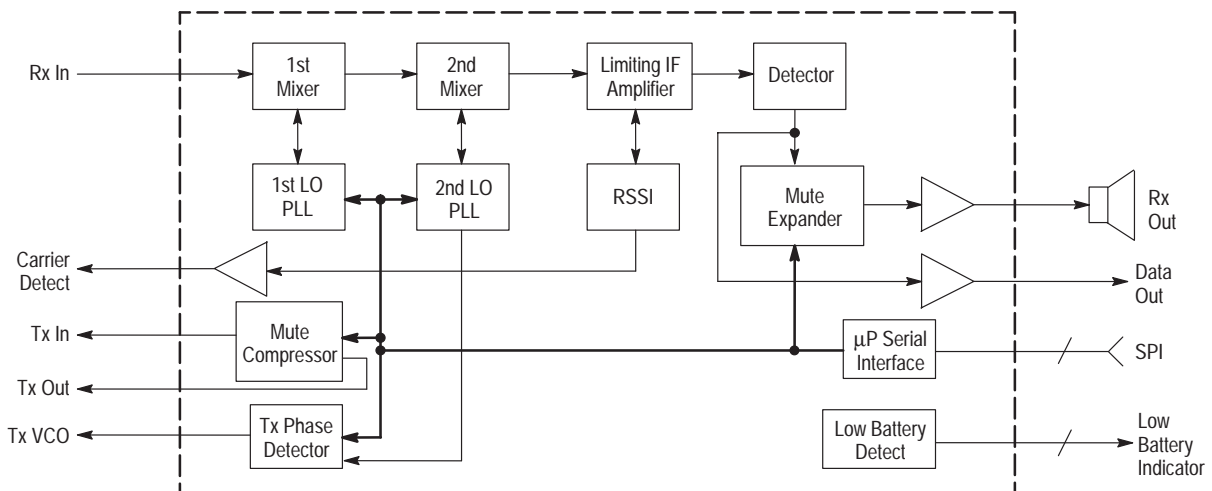 Rx In
1st
Mixer
2nd
Mixer
Limiting IF
Amplifier
Detector
1st LO
PLL
2nd LO
PLL
RSSI
Mute
Expander
Rx
Out
Carrier
Detect
Data
Out
Tx In
Mute
Compressor
µP Serial
Interface
SPI
Tx Out
Tx VCO
Tx Phase
Detector
Low Battery
Detect
Low
Battery
Indicator